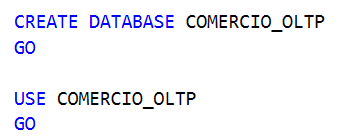 CREATE DATABASE COMERCIO_OLTP
GO
USE COMERCIO_OLTP
GO